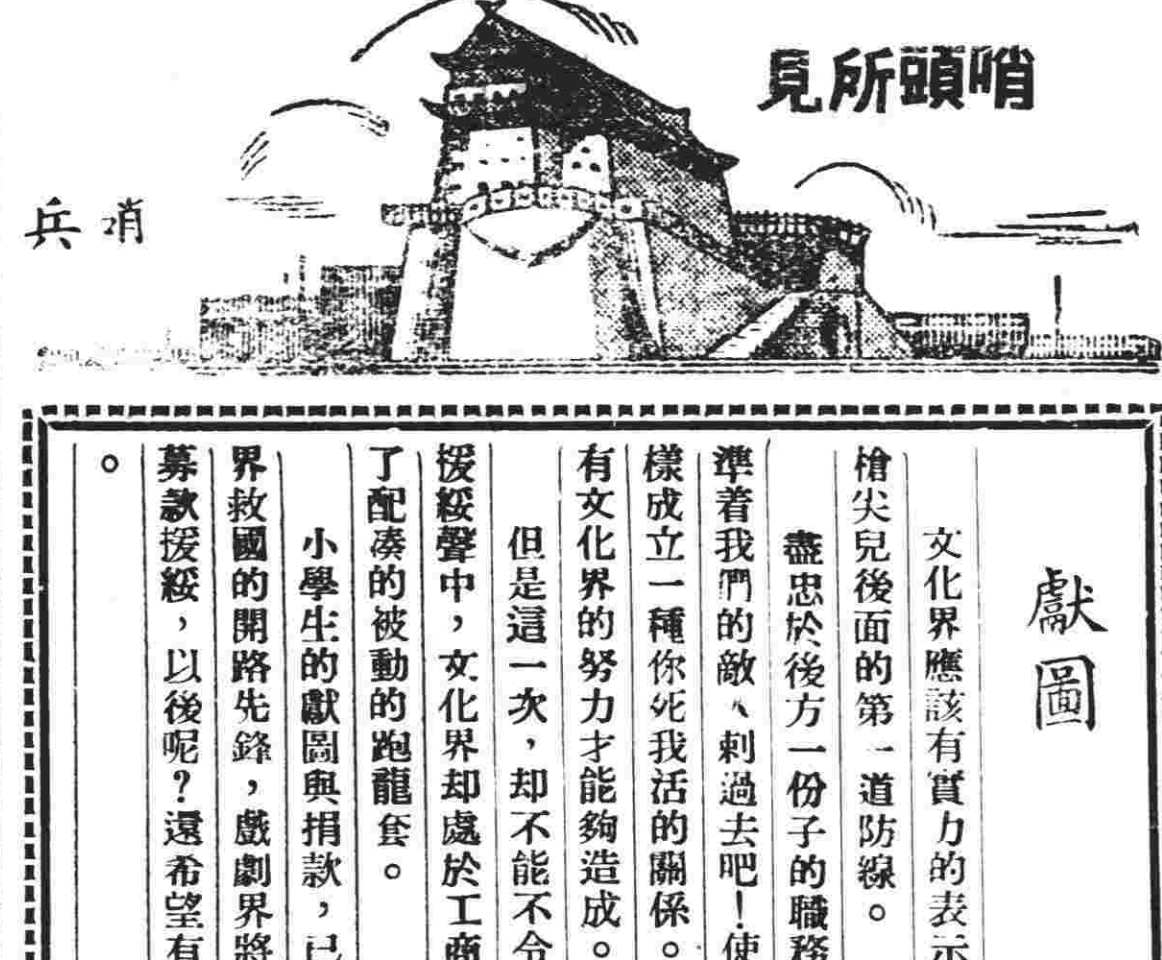 哨頭所見
哨兵
獻圖
文化界應該有實力的表示
槍尖兒後面的第一道防線。
盡忠於後方一份子的職務
準着我們的敵人刺過去吧！使
樣成立一種你死我活的關係。
有文化界的努力才能夠造成。
但是這一次，却不能不令
援綏聲中，文化界却處於工商
了配凑的被動的跑龍套。
小學生的獻圖與捐款，已
界救國的開路先鋒，戲劇界將
募款援綏，以後呢？還希望有
。